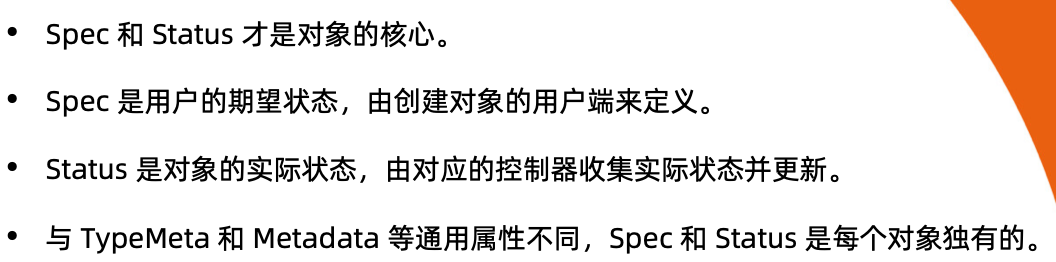 • Spec 和 Status 才是对象的核心。
• Spec 是用户的期望状态，由创建对象的用户端来定义。
• Status 是对象的实际状态，由对应的控制器收集实际状态并更新。
• 与 TypeMeta 和 Metadata 等通用属性不同，Spec 和 Status 是每个对象独有的。